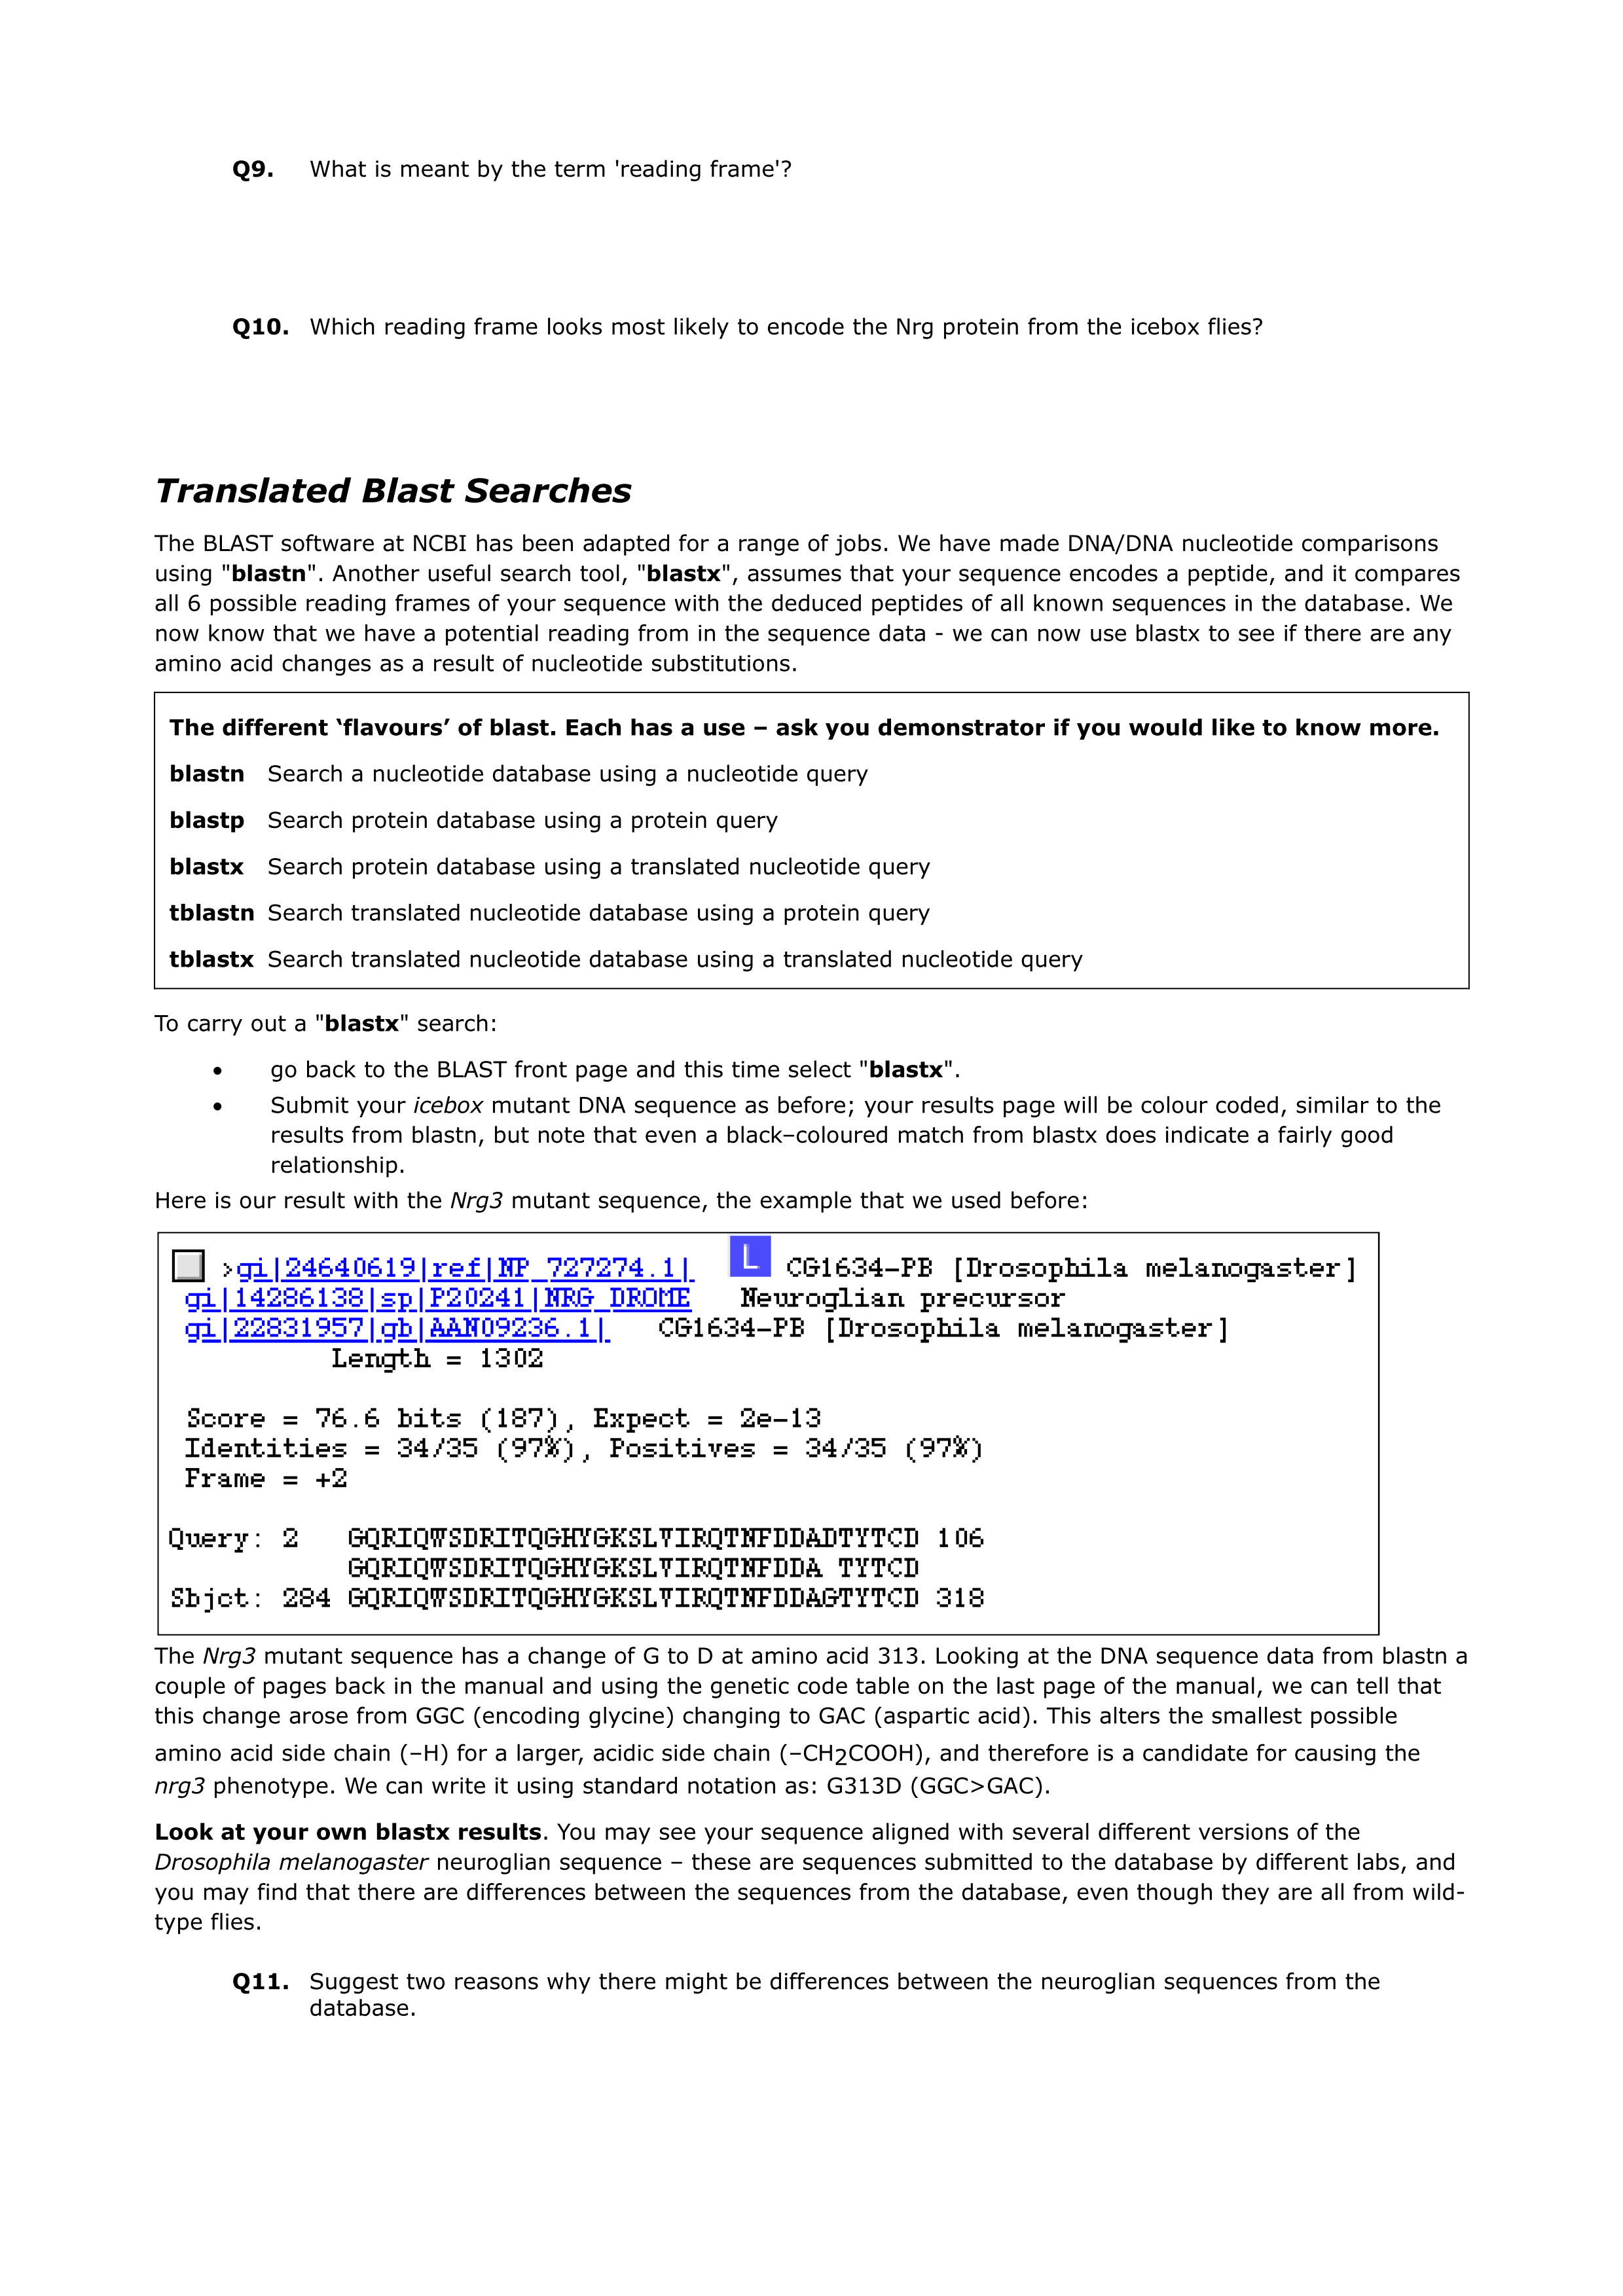 Q9. What is meant by the term 'reading frame'?
Q10. Which reading frame looks most likely to encode the Nrg protein from the icebox flies?
Translated Blast Searches
The BLAST software at NCBI has been adapted for a range of jobs. We have made DNA/DNA nucleotide comparisons
using "blastn". Another useful search tool, "blastx", assumes that your sequence encodes a peptide, and it compares
all 6 possible reading frames of your sequence with the deduced peptides of all known sequences in the database. We
now know that we have a potential reading from in the sequence data - we can now use blastx to see if there are any
amino acid changes as a result of nucleotide substitutions.
The different ‘flavours’ of blast. Each has a use – ask you demonstrator if you would like to know more.
blastn Search a nucleotide database using a nucleotide query
blastp Search protein database using a protein query
blastx Search protein database using a translated nucleotide query
tblastn Search translated nucleotide database using a protein query
tblastx Search translated nucleotide database using a translated nucleotide query
To carry out a "blastx" search:
• go back to the BLAST front page and this time select "blastx".
• Submit your icebox mutant DNA sequence as before; your results page will be colour coded, similar to the
results from blastn, but note that even a black–coloured match from blastx does indicate a fairly good
relationship.
Here is our result with the Nrg3 mutant sequence, the example that we used before:
>gi|24640619|ref|NP_727274.1| L CG1634-PB [Drosophila melanogaster]
gi|14286138|sp|P20241|NRG_DROME Neuroglian precursor
gi|22831957|gb|AAN09236.1| CG1634-PB [Drosophila melanogaster]
Length = 1302
Score = 76.6 bits (187), Expect = 2e-13
Identities = 34/35 (97%), Positives = 34/35 (97%)
Frame = +2
Query: 2 GQRIQWSDRITQGHYGKSLVIRQTNFDDADTYTCD 106
GQRIQWSDRITQGHYGKSLVIRQTNFDDA TYTCD
Sbjct: 284 GQRIQWSDRITQGHYGKSLVIRQTNFDDAGTYTCD 318
The Nrg3 mutant sequence has a change of G to D at amino acid 313. Looking at the DNA sequence data from blastn a
couple of pages back in the manual and using the genetic code table on the last page of the manual, we can tell that
this change arose from GGC (encoding glycine) changing to GAC (aspartic acid). This alters the smallest possible
amino acid side chain (–H) for a larger, acidic side chain (–CH2COOH), and therefore is a candidate for causing the
nrg3 phenotype. We can write it using standard notation as: G313D (GGC>GAC).
Look at your own blastx results. You may see your sequence aligned with several different versions of the
Drosophila melanogaster neuroglian sequence – these are sequences submitted to the database by different labs, and
you may find that there are differences between the sequences from the database, even though they are all from wild-
type flies.
Q11. Suggest two reasons why there might be differences between the neuroglian sequences from the
database.